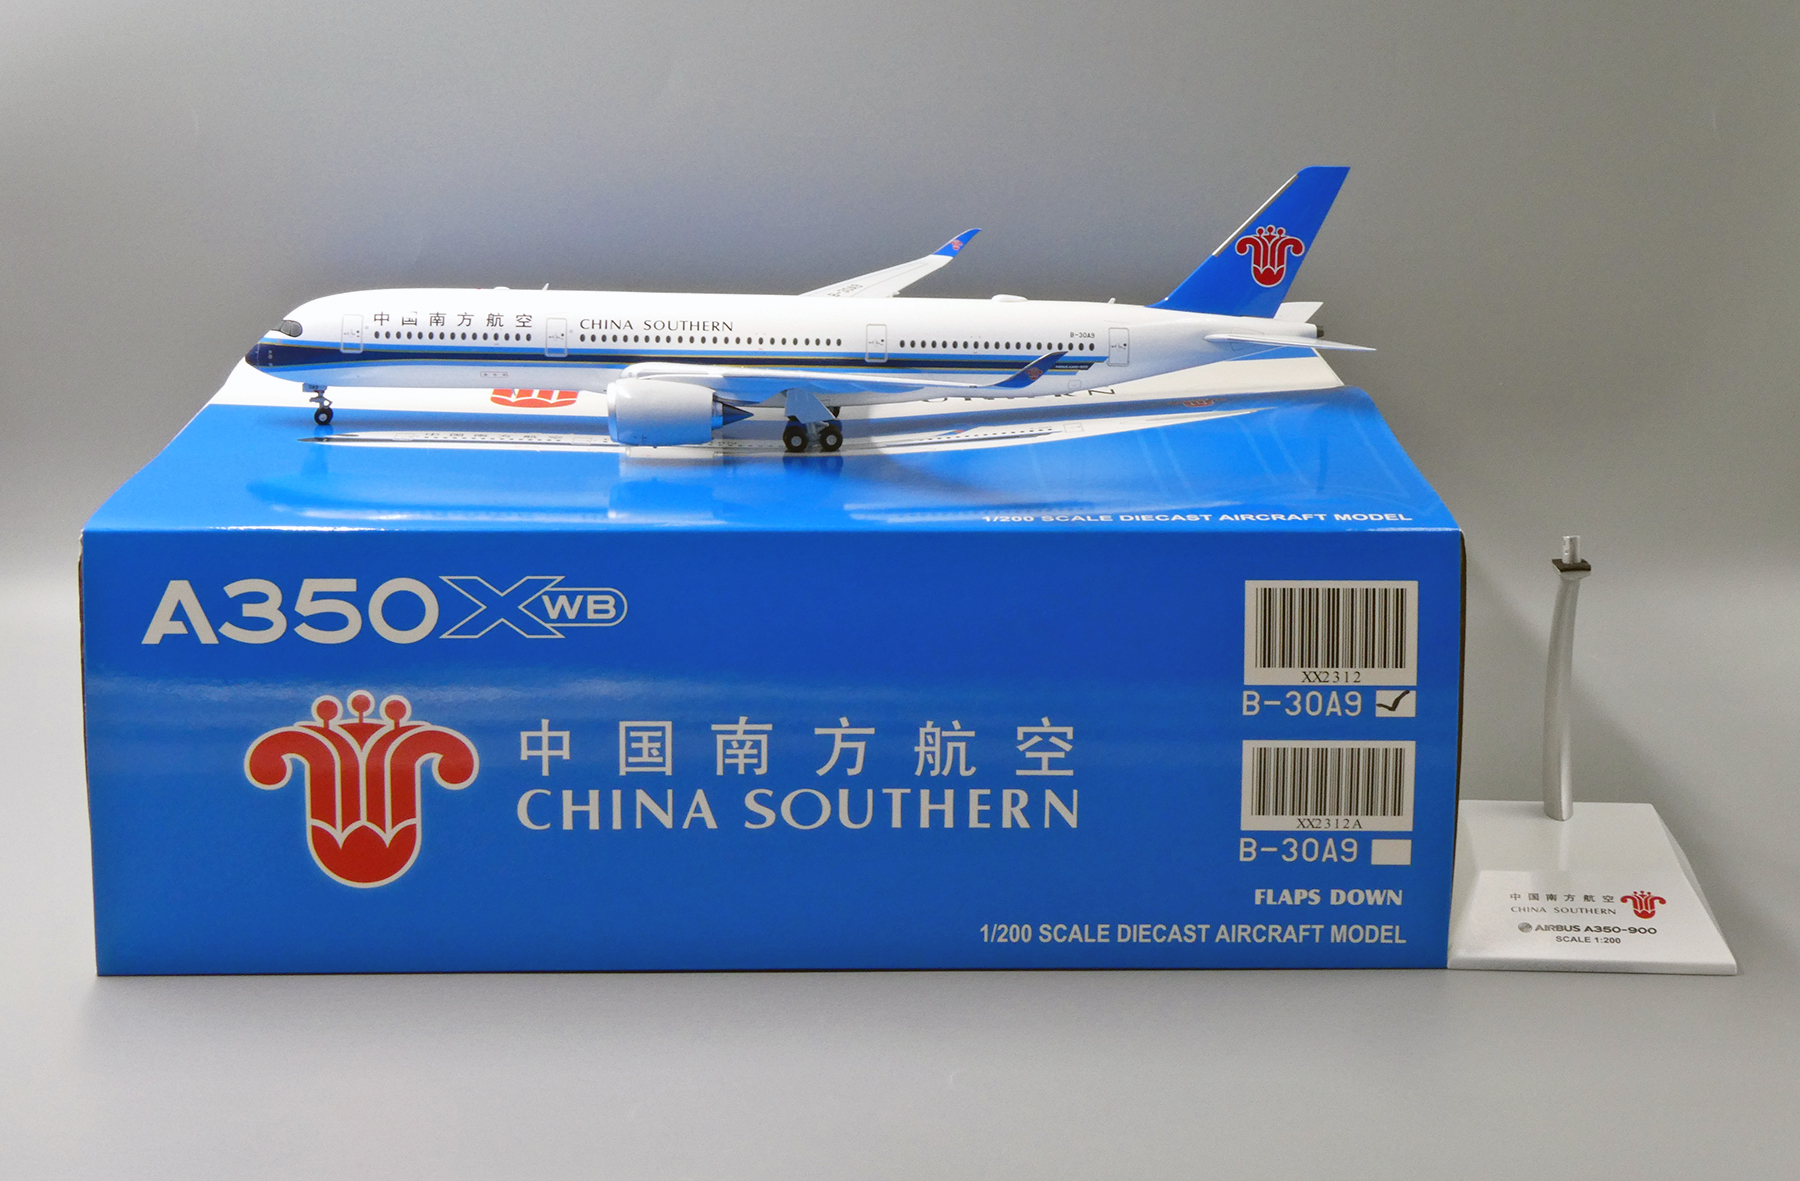 中国南方航空 CHINA SOUTHERN
B-30A9
B-30A9
1/200 SCALE DIECAST AIRCRAFT MODEL
A350XWB
中国南方航空
CHINA SOUTHERN
XX2312
B-30A9
XX2312A
B-30A9
FLAPS DOWN
1/200 SCALE DIECAST AIRCRAFT MODEL
中国南方航空
CHINA SOUTHERN
AIRBUS A350-900
SCALE 1:200